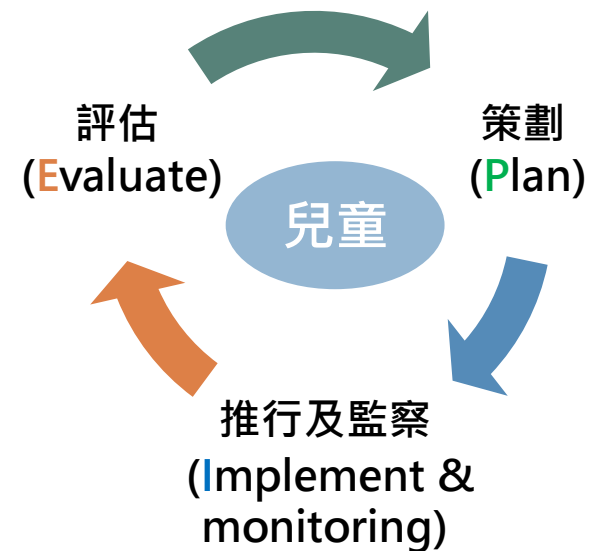 評估
(Evaluate)
策劃
(Plan)
兒童
推行及監察
(Implement &
monitoring)